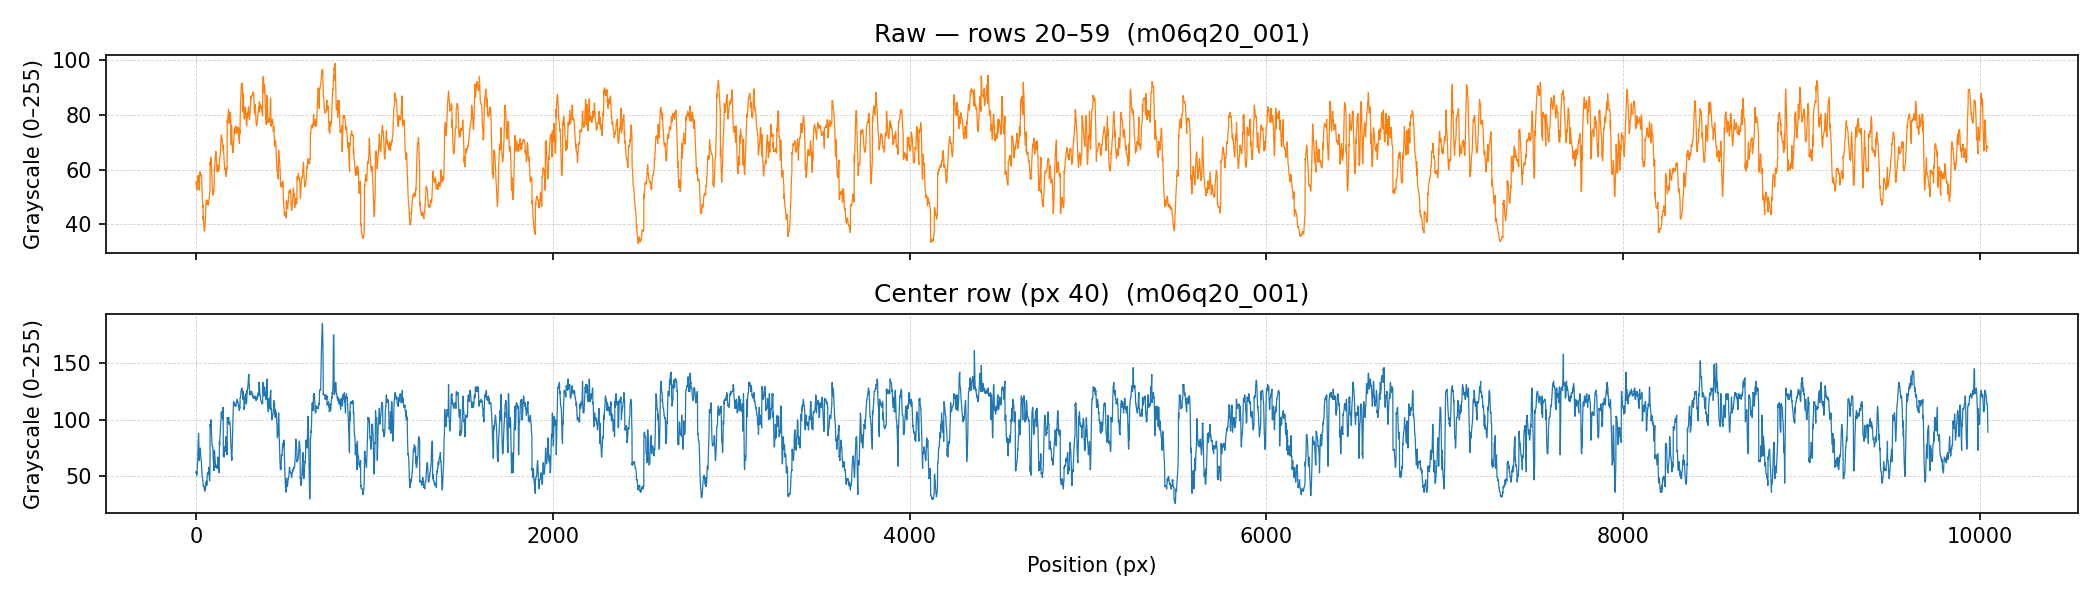 Raw — rows 20–59  (m06q20_001)
Grayscale (0–255)
100
80
60
40
Center row (px 40)  (m06q20_001)
Grayscale (0–255)
150
100
50
0
2000
4000
6000
8000
10000
Position (px)